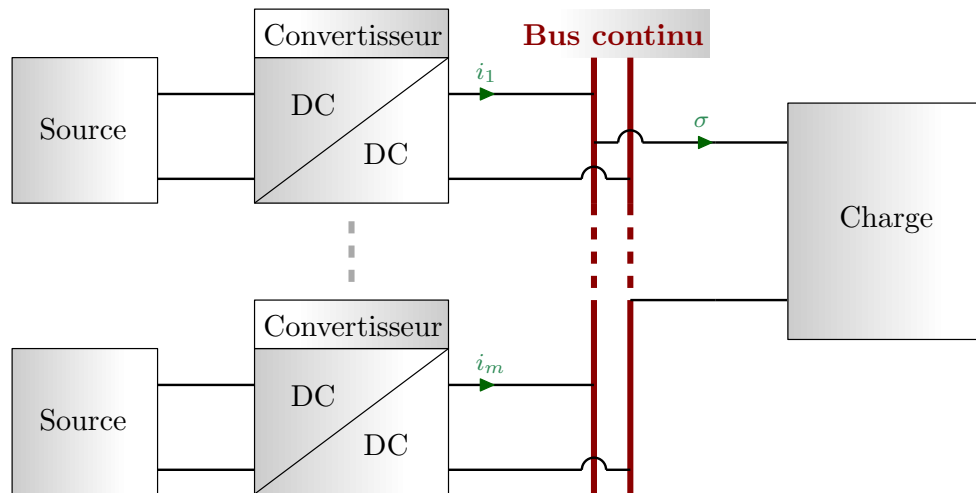 Convertisseur
Bus continu
Source
DC
DC
i₁
σ
Charge
Convertisseur
Source
DC
DC
iₘ